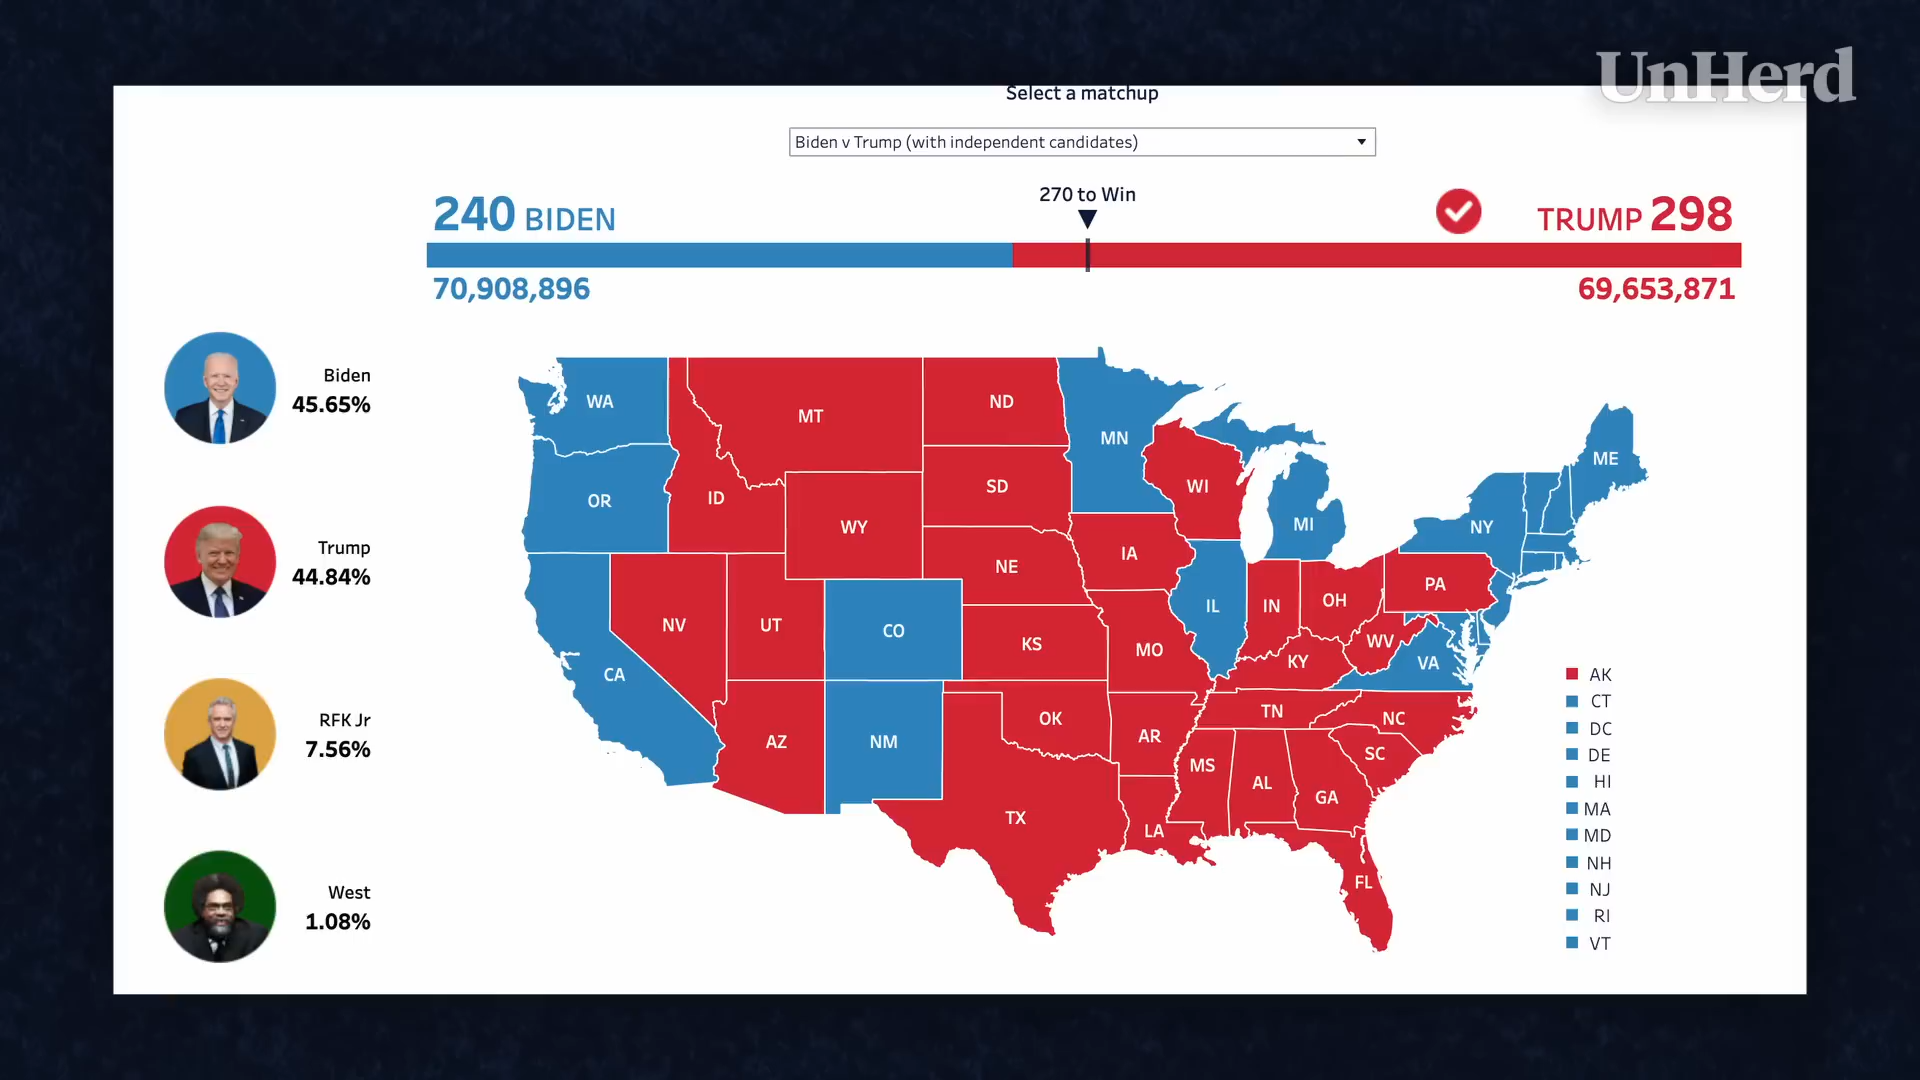 UnHerd
Select a matchup
Biden v Trump (with independent candidates)
270 to Win
240 BIDEN
TRUMP 298
70,908,896
69,653,871
Biden
45.65%
Trump
44.84%
RFK Jr
7.56%
West
1.08%
WA
MT
ND
MN
ME
OR
ID
WY
SD
WI
MI
NY
NE
IA
PA
NV
UT
CO
KS
MO
IL
IN
OH
WV
VA
KY
CA
AZ
NM
OK
AR
TN
NC
SC
MS
AL
GA
TX
LA
FL
AK
CT
DC
DE
HI
MA
MD
NH
NJ
RI
VT